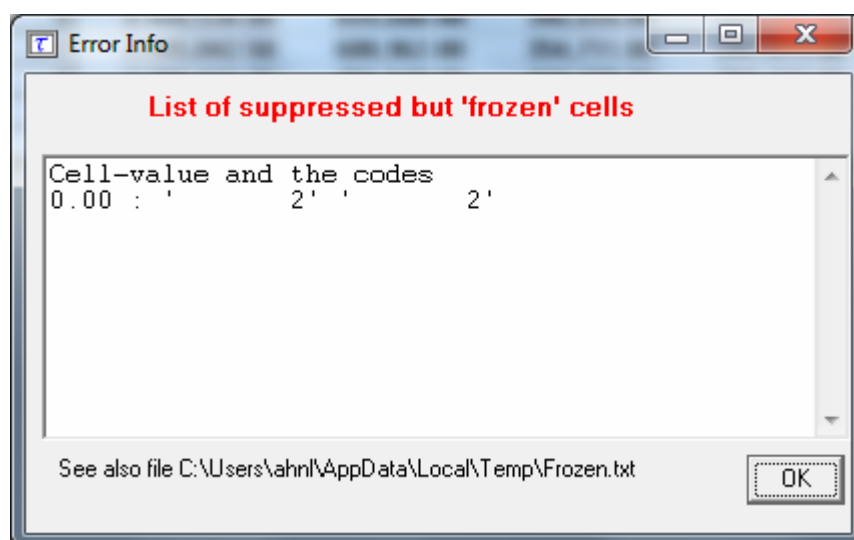 τ Error Info
List of suppressed but 'frozen' cells
Cell-value and the codes
0.00 : '       2' '       2'
See also file C:\Users\ahnl\AppData\Local\Temp\Frozen.txt
OK